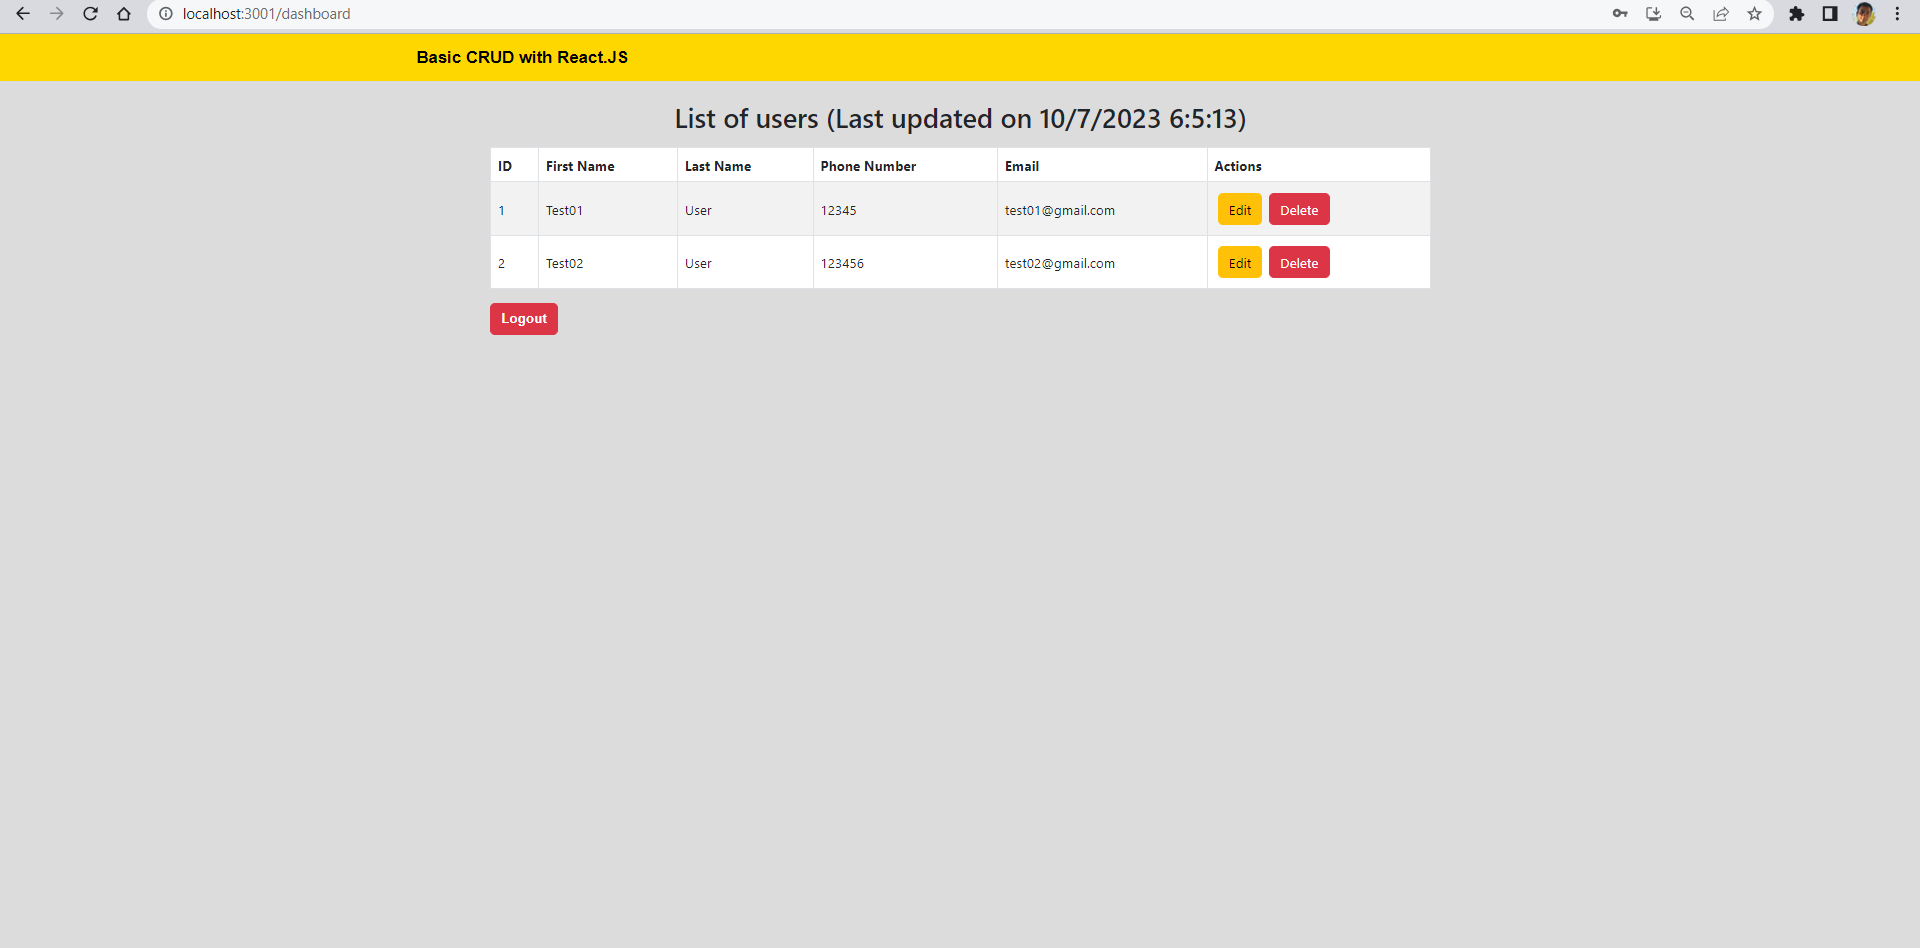 localhost:3001/dashboard
Basic CRUD with React.JS
List of users (Last updated on 10/7/2023 6:5:13)
ID First Name Last Name Phone Number Email Actions
1 Test01 User 12345 test01@gmail.com Edit Delete
2 Test02 User 123456 test02@gmail.com Edit Delete
Logout